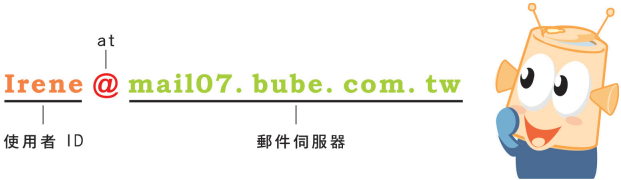 at
Irene @ mail07. bube. com. tw
使用者 ID
郵件伺服器